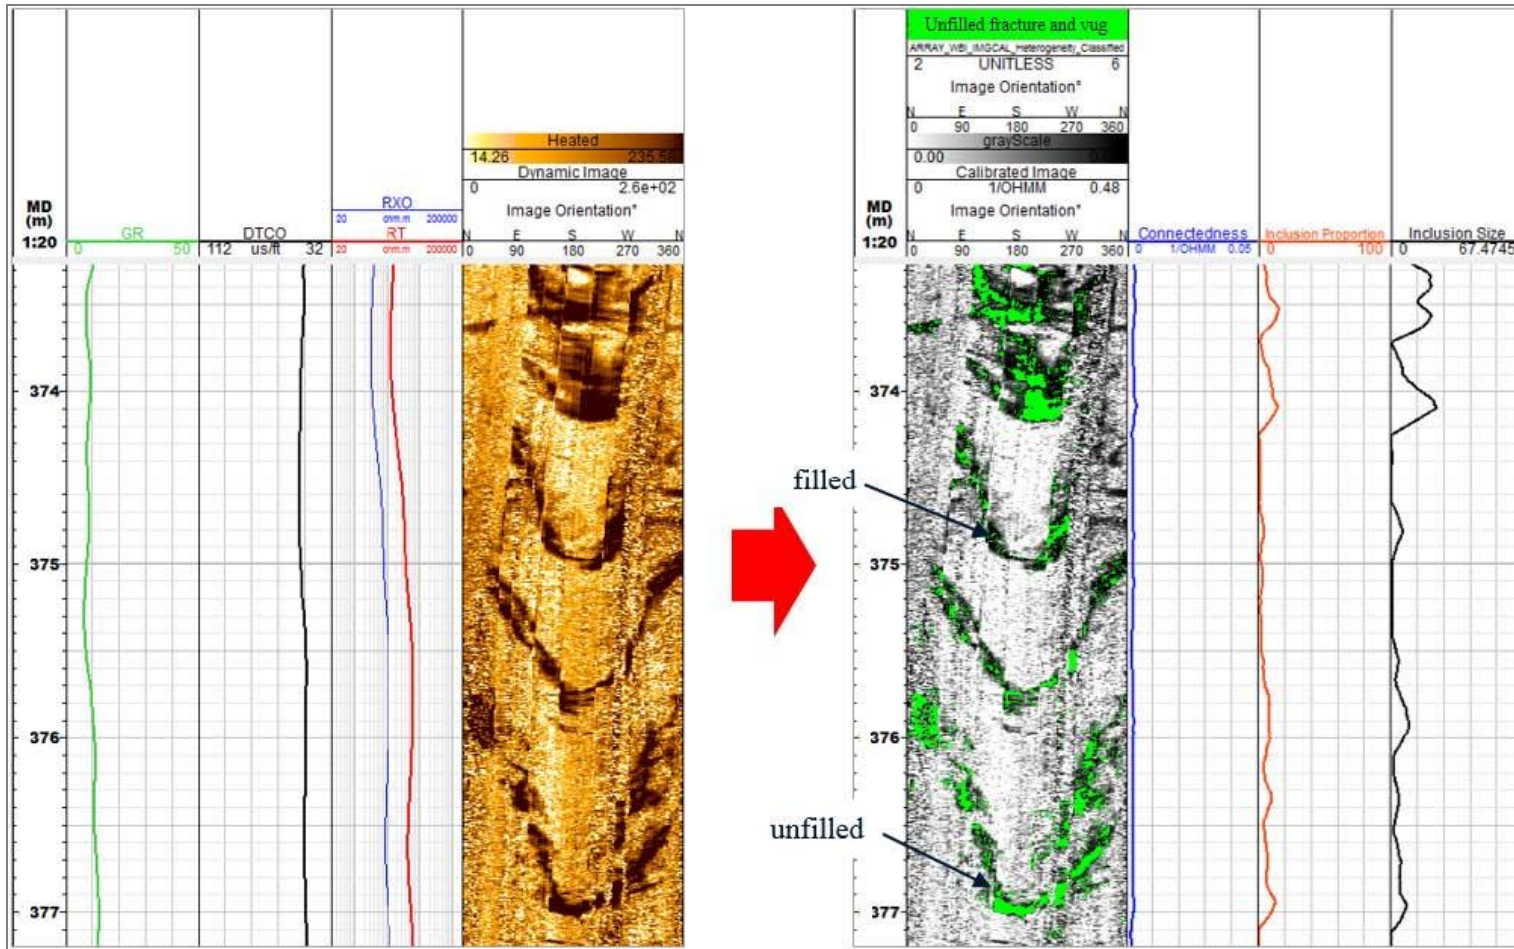 MD
(m)
1:20
GR
0 50
DTCO
112 us/ft 32
RXO
20 ohm.m 200000
RT
20 ohm.m 200000
Heated
14.26
Dynamic Image
0 2.6e+02
Image Orientation°
N E S W N
0 90 180 270 360
374
375
376
377
Unfilled fracture and vug
ARRAY_WBI_IMGCAL_Heterogeneity_Classified
2 UNITLESS 6
Image Orientation°
N E S W N
0 90 180 270 360
grayScale
0.00
Calibrated Image
0 1/OHMM 0.48
Image Orientation°
N E S W N
0 90 180 270 360
MD
(m)
1:20
Connectedness
0 1/OHMM 0.05
Inclusion Proportion
0 100
Inclusion Size
0 67.4745
374
375
376
377
filled
unfilled